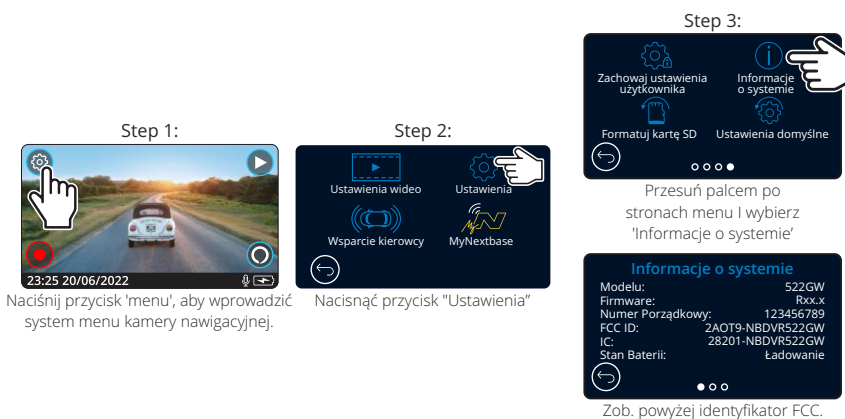 Step 1:
23:25 20/06/2022
Naciśnij przycisk 'menu', aby wprowadzić
system menu kamery nawigacyjnej.
Step 2:
Ustawienia wideo
Ustawienia
Wsparcie kierowcy
MyN
MyNextbase
Nacisnąć przycisk "Ustawienia”
Step 3:
Zachowaj ustawienia
użytkownika
Informacje
o systemie
Formatuj kartę SD
Ustawienia domyślne
Przesuń palcem po
stronach menu I wybierz
'Informacje o systemie’
Informacje o systemie
Modelu: 522GW
Firmware: Rxx.x
Numer Porządkowy: 123456789
FCC ID: 2AOT9-NBDVR522GW
IC: 28201-NBDVR522GW
Stan Baterii: Ładowanie
Zob. powyżej identyfikator FCC.